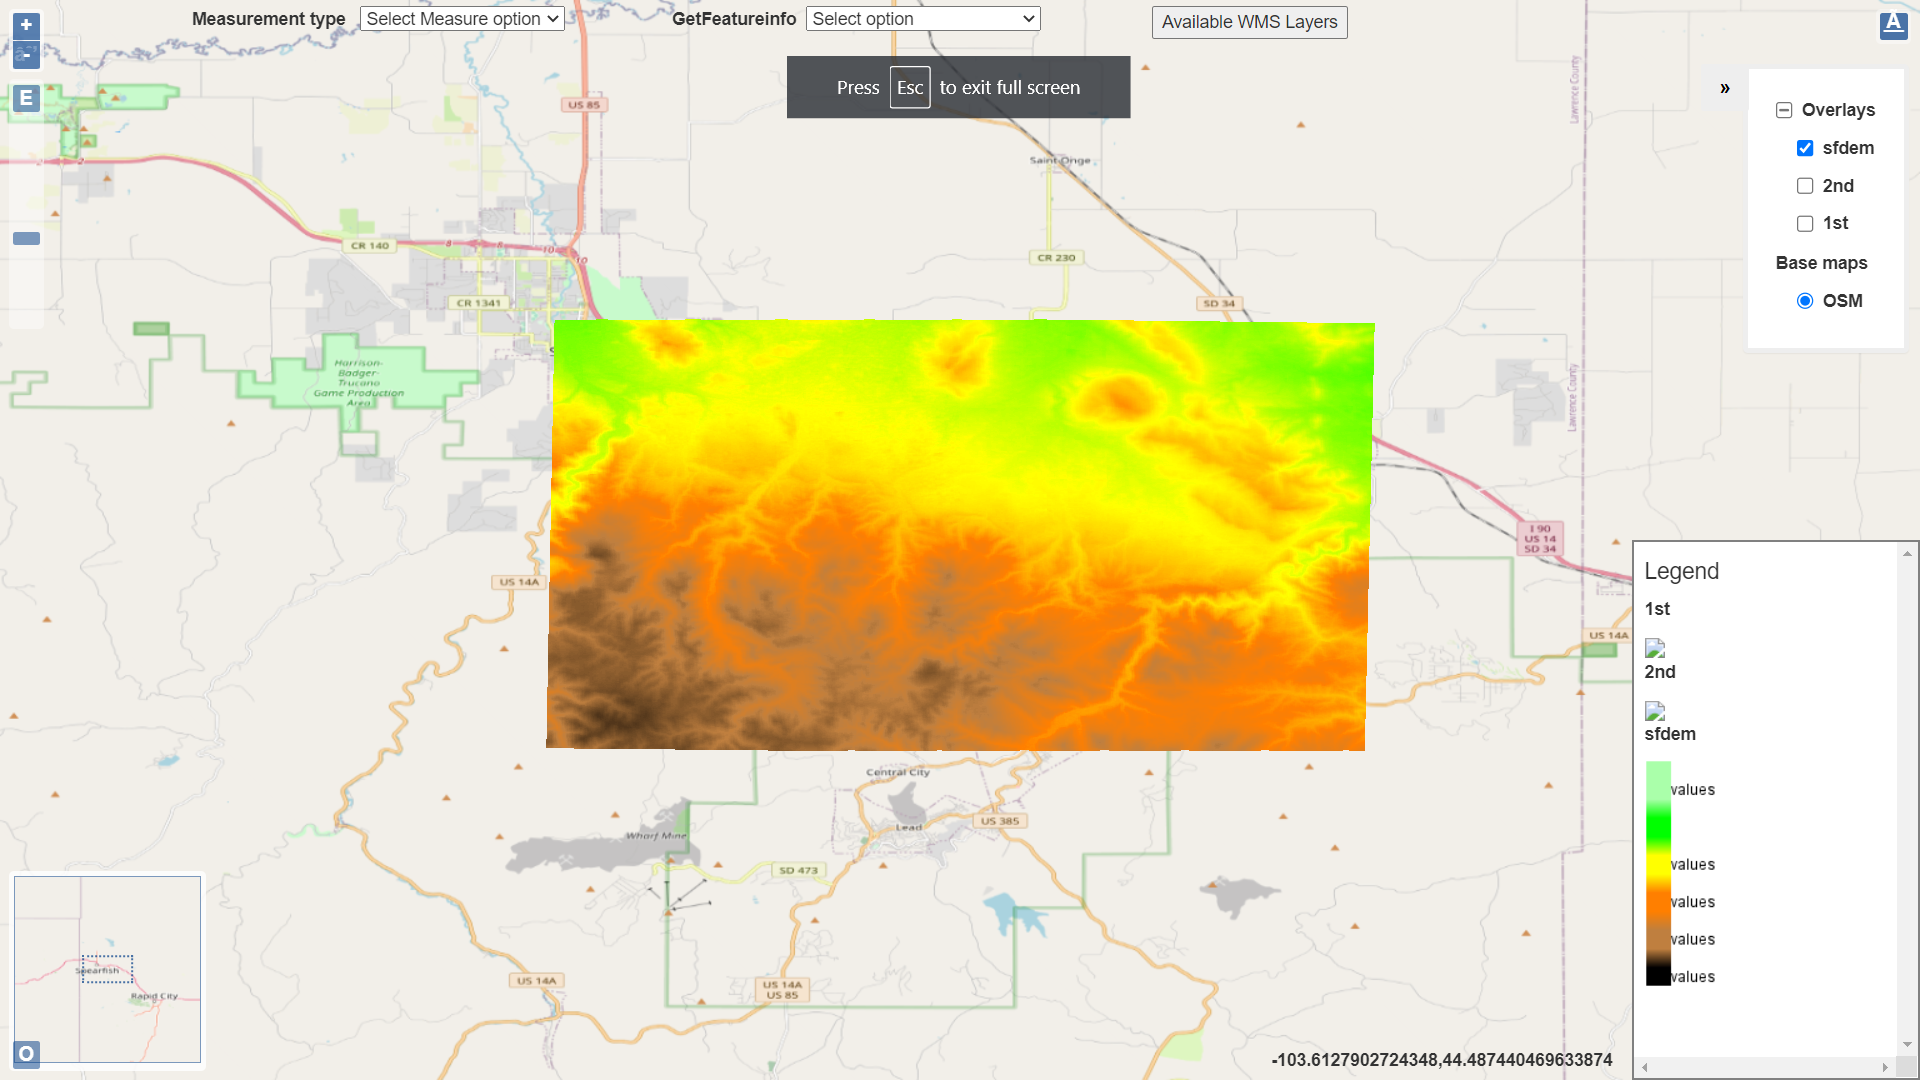 Measurement type
Select Measure option
GetFeatureinfo
Select option
Available WMS Layers
Press Esc to exit full screen
+
-
E
A
»
Overlays
sfdem
2nd
1st
Base maps
OSM
US 85
Lawrence County
Saint Onge
CR 140
8
8
10
10
CR 230
CR 1341
SD 34
Harrison-
Badger-
Trucano
Game Production
Area
Lawrence County
I 90
US 14
SD 34
US 14A
US 14A
Central City
Lead
US 385
Wharf Mine
SD 473
US 14A
US 14A
US 85
Spearfish
Rapid City
O
Legend
1st
2nd
sfdem
values
values
values
values
values
-103.6127902724348,44.487440469633874